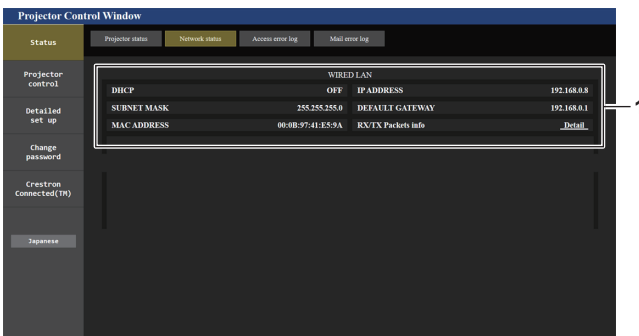 Projector Control Window
Status
Projector status
Network status
Access error log
Mail error log
Projector
control
Detailed
set up
Change
password
Crestron
Connected(TM)
Japanese
WIRED LAN
DHCP OFF IP ADDRESS 192.168.0.8
SUBNET MASK 255.255.255.0 DEFAULT GATEWAY 192.168.0.1
MAC ADDRESS 00:0B:97:41:E5:9A RX/TX Packets info Detail
1